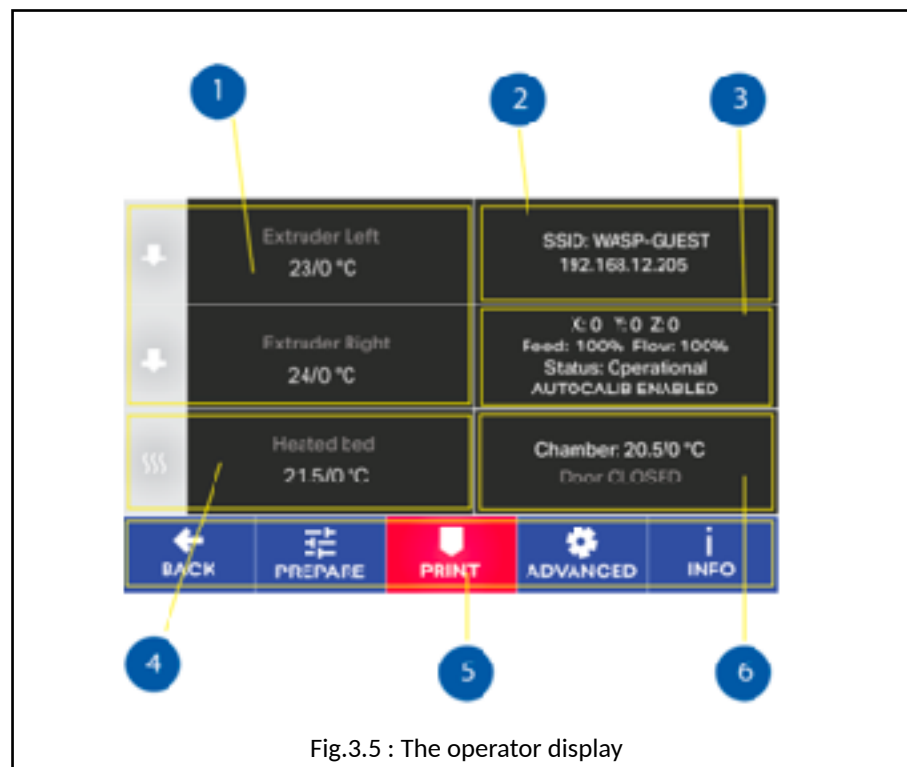 1
2
3
Extruder Left
23/0 °C
SSID: WASP-GUEST
192.168.12.205
Extruder Right
24/0 °C
X: 0 Y: 0 Z: 0
Feed: 100% Flow: 100%
Status: Operational
AUTOCALIB ENABLED
Heated bed
21.5/0 °C
Chamber: 20.5/0 °C
Door CLOSED
BACK
PREPARE
PRINT
ADVANCED
INFO
4
5
6
Fig.3.5 : The operator display